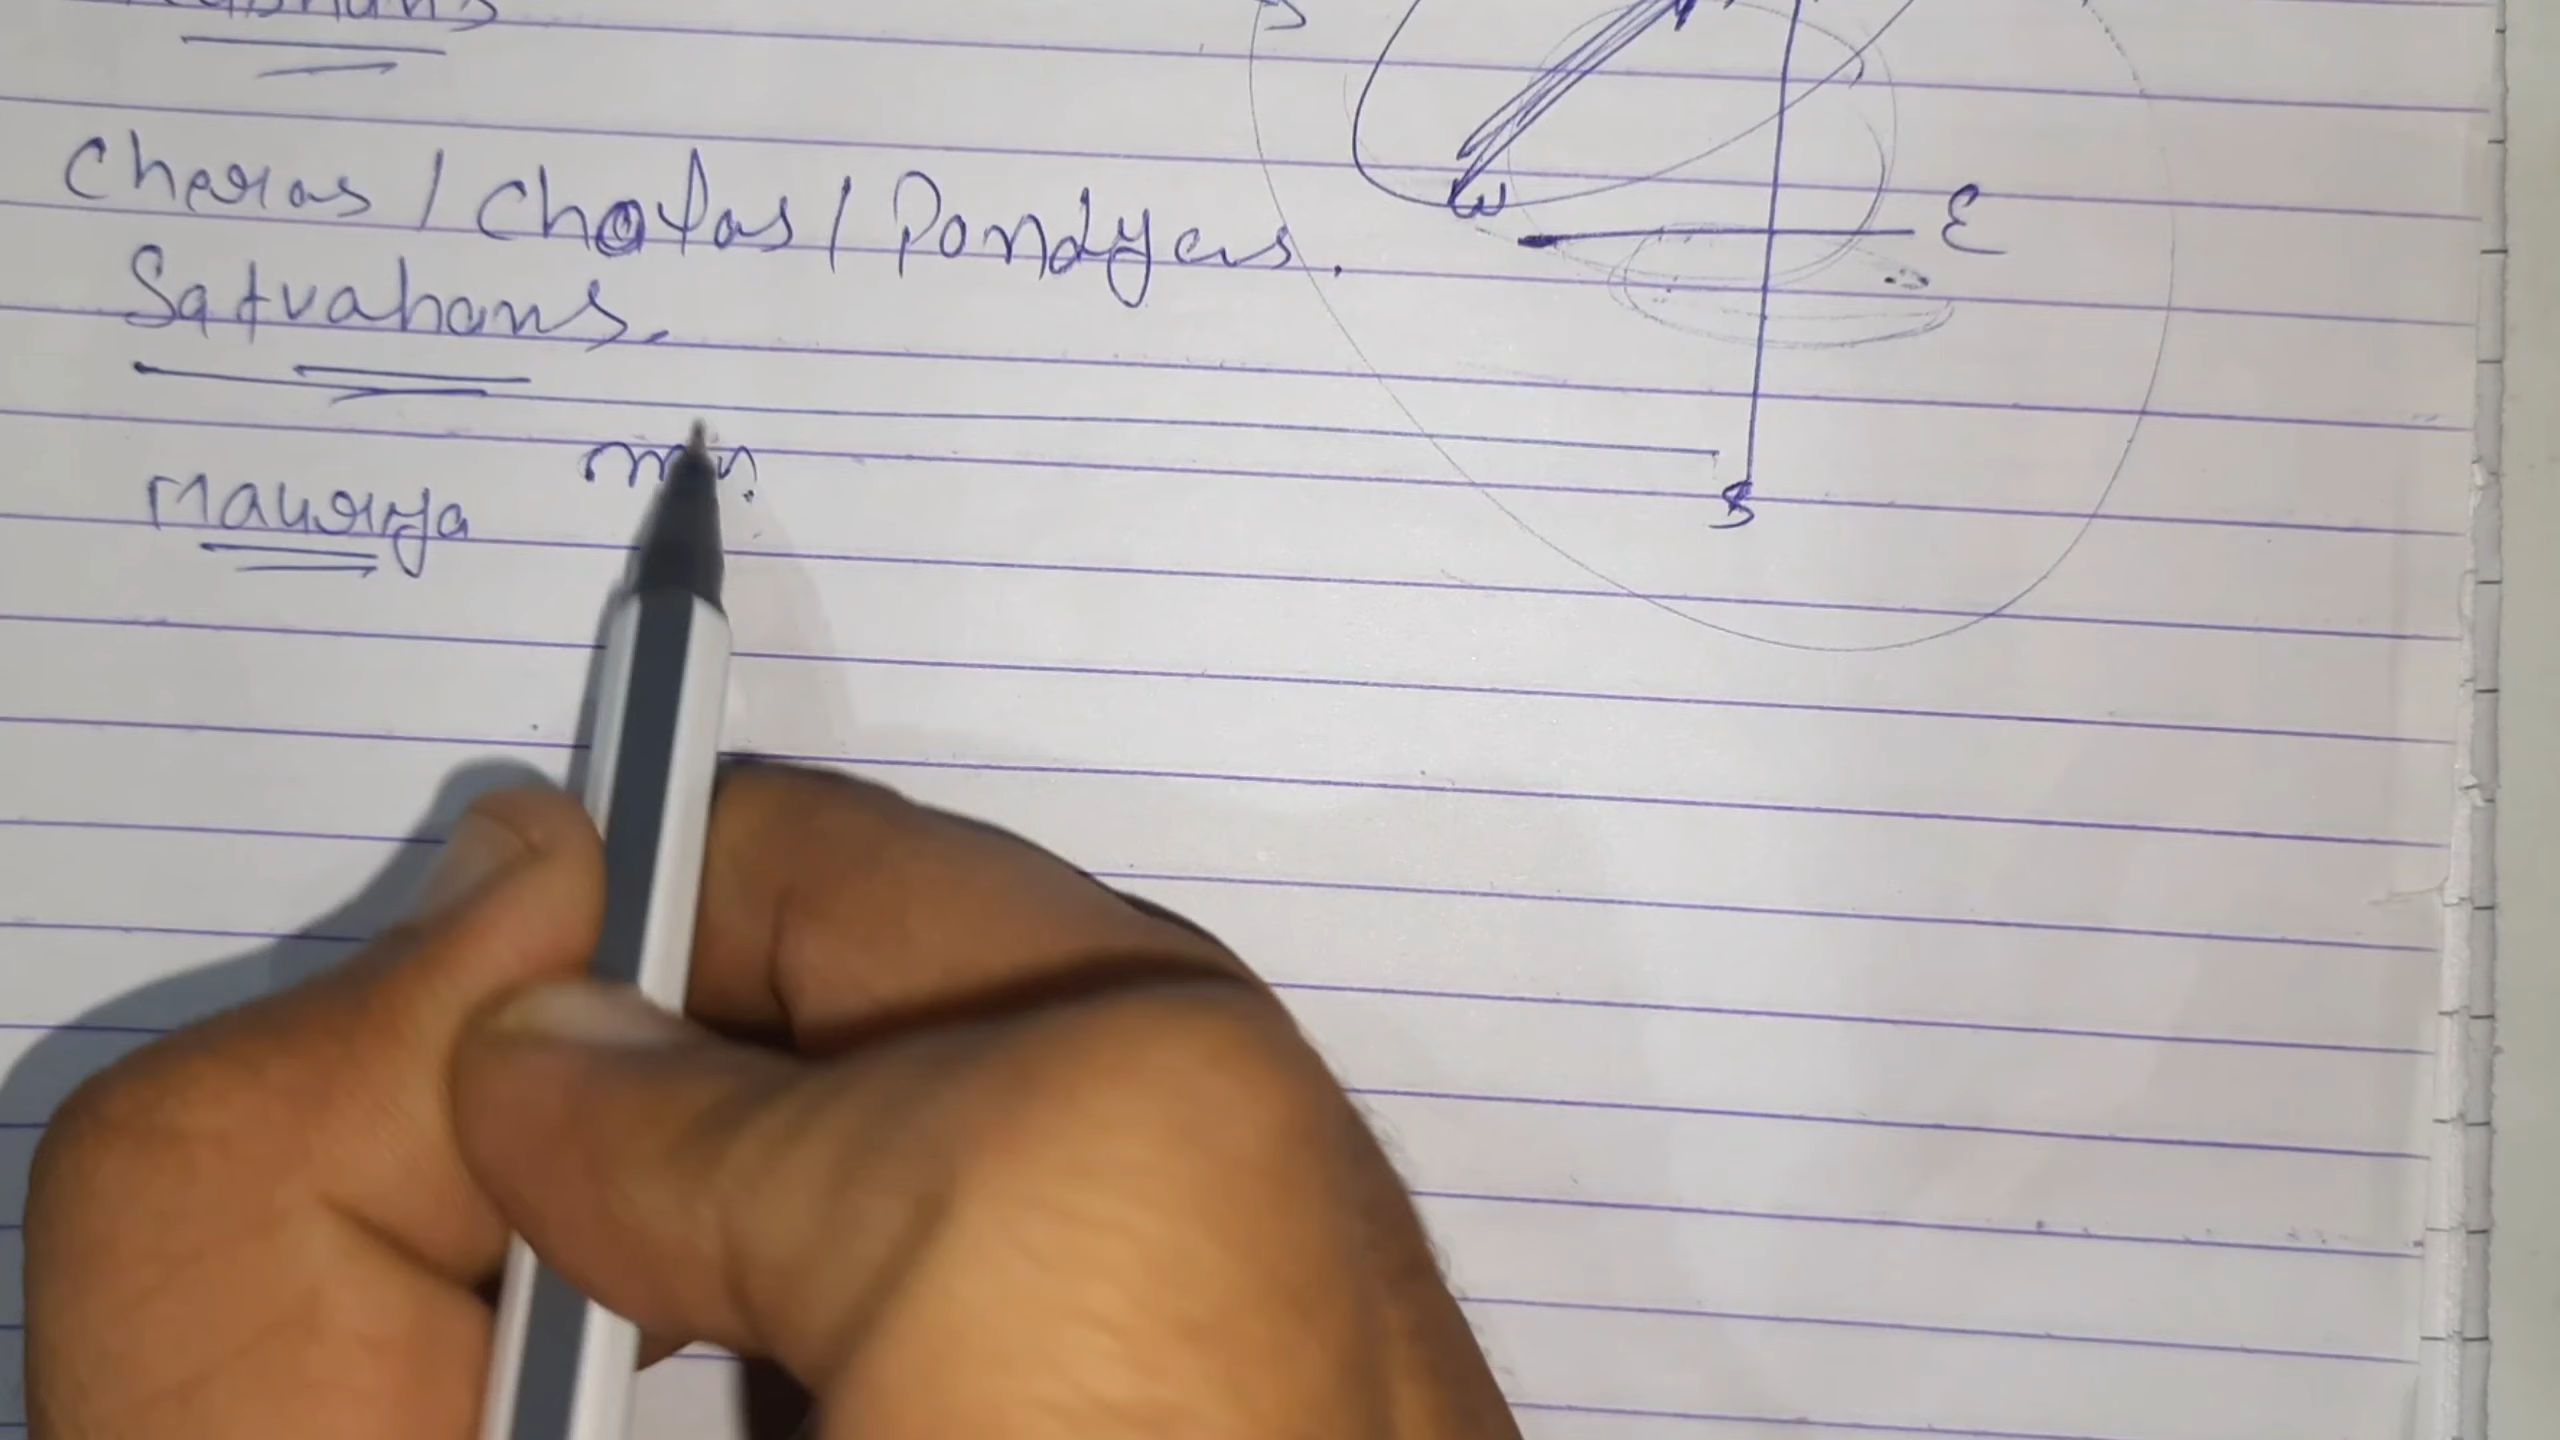 W
E
Cheras / Cholas / Pandyas.
Satvahans.
S
Maurya